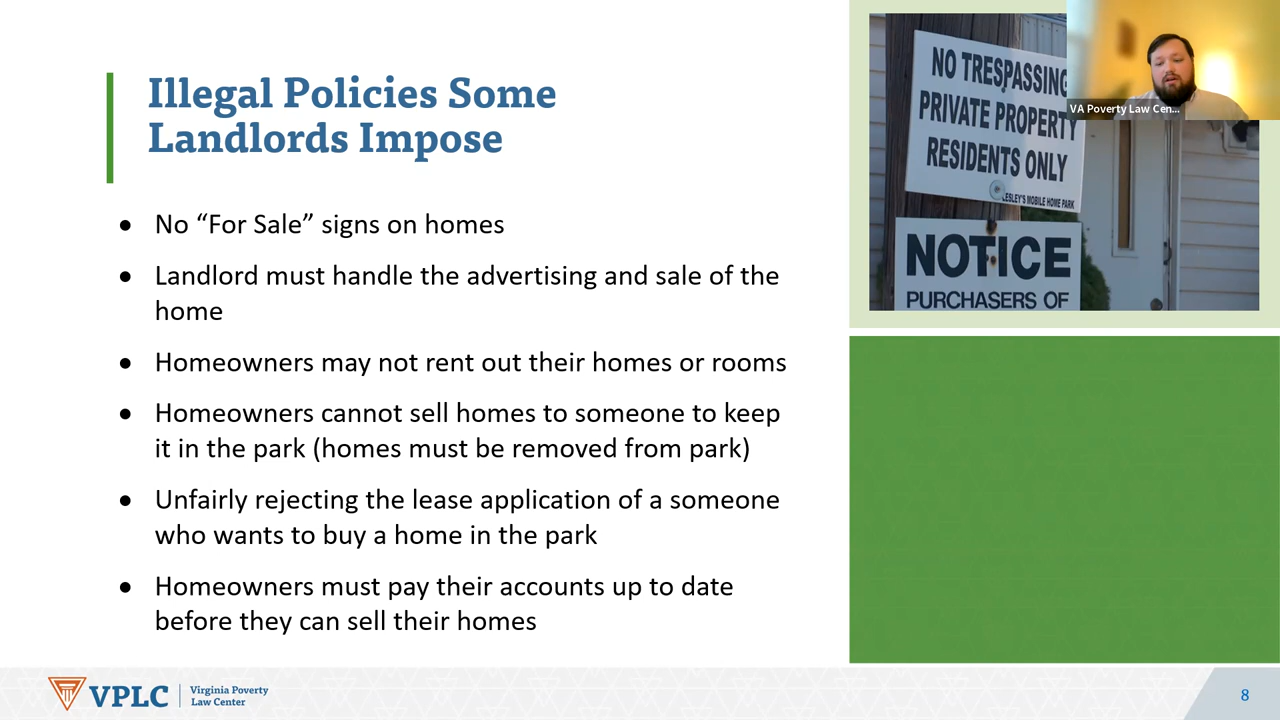 Illegal Policies Some
Landlords Impose
● No “For Sale” signs on homes
● Landlord must handle the advertising and sale of the
home
● Homeowners may not rent out their homes or rooms
● Homeowners cannot sell homes to someone to keep
it in the park (homes must be removed from park)
● Unfairly rejecting the lease application of a someone
who wants to buy a home in the park
● Homeowners must pay their accounts up to date
before they can sell their homes
NO TRESPASSING
PRIVATE PROPERTY
RESIDENTS ONLY
LESLEY'S MOBILE HOME PARK
NOTICE
PURCHASERS OF
VA Poverty Law Cen...
VPLC
Virginia Poverty
Law Center
8